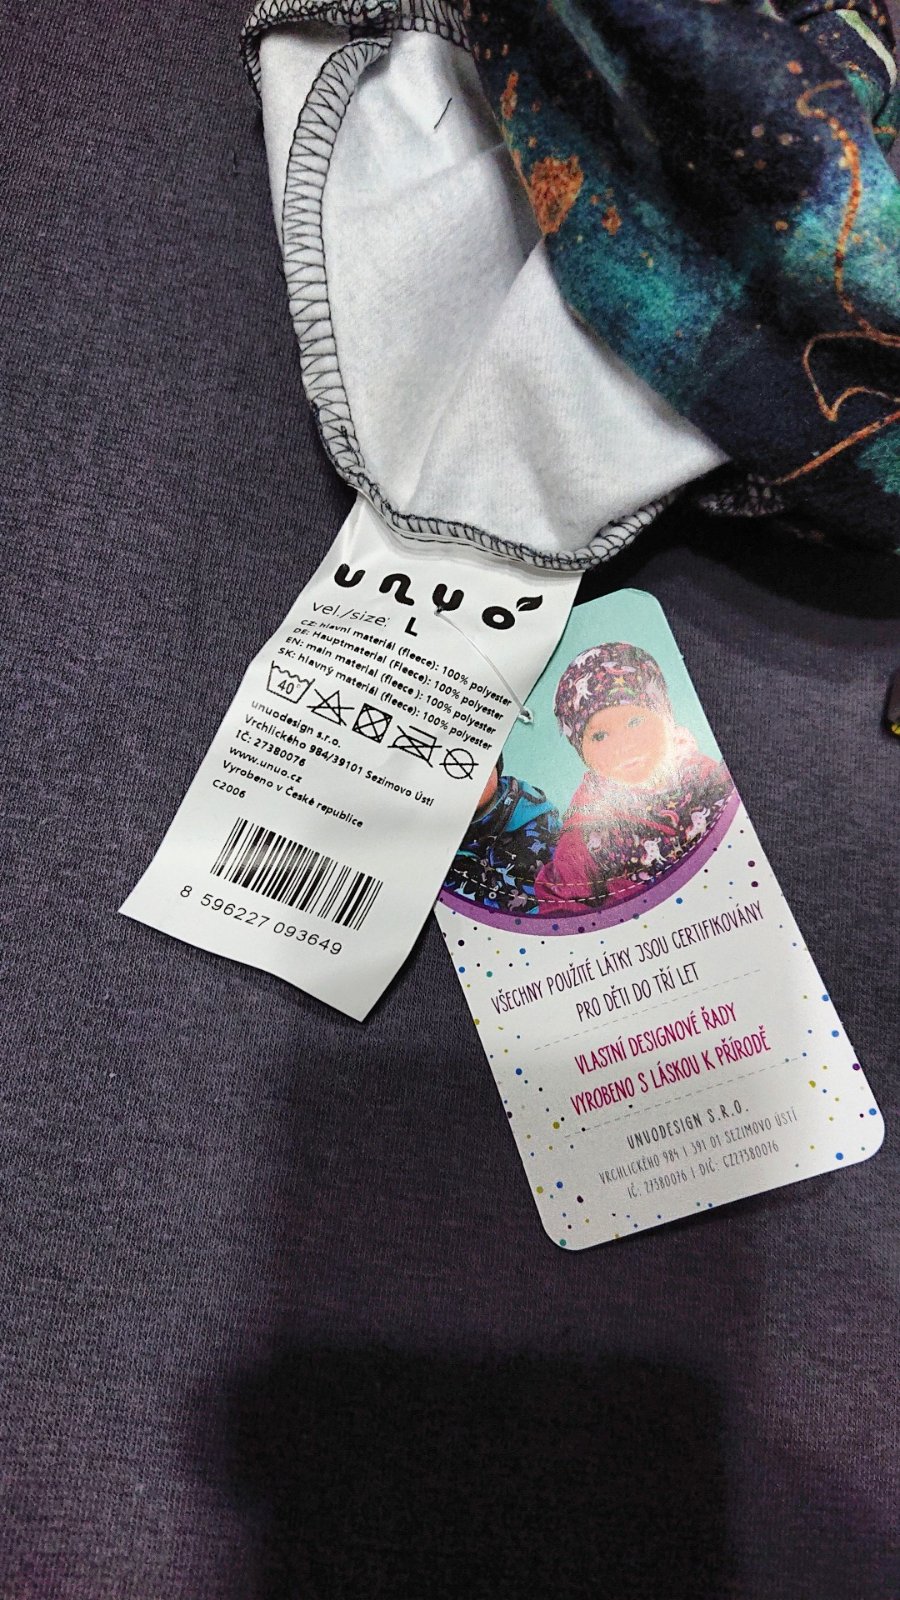 unuo
vel./size: L
CZ: hlavní materiál (fleece): 100% polyester
DE: Hauptmaterial (Fleece): 100% polyester
EN: main material (fleece ): 100% polyester
SK: hlavný materiál (fleece): 100% polyester
40
unuodesign s.r.o.
Vrchlického 984/39101 Sezimovo Ústí
IČ: 27380076
www.unuo.cz
Vyrobeno v České republice
C2006
8 596227 093649
VŠECHNY POUŽITÉ LÁTKY JSOU CERTIFIKOVÁNY
PRO DĚTI DO TŘÍ LET
VLASTNÍ DESIGNOVÉ ŘADY
VYROBENO S LÁSKOU K PŘÍRODĚ
UNUODESIGN S.R.O.
VRCHLICKÉHO 984 | 391 01 SEZIMOVO ÚSTÍ
IČ: 27380076 | DIČ: CZ27380076